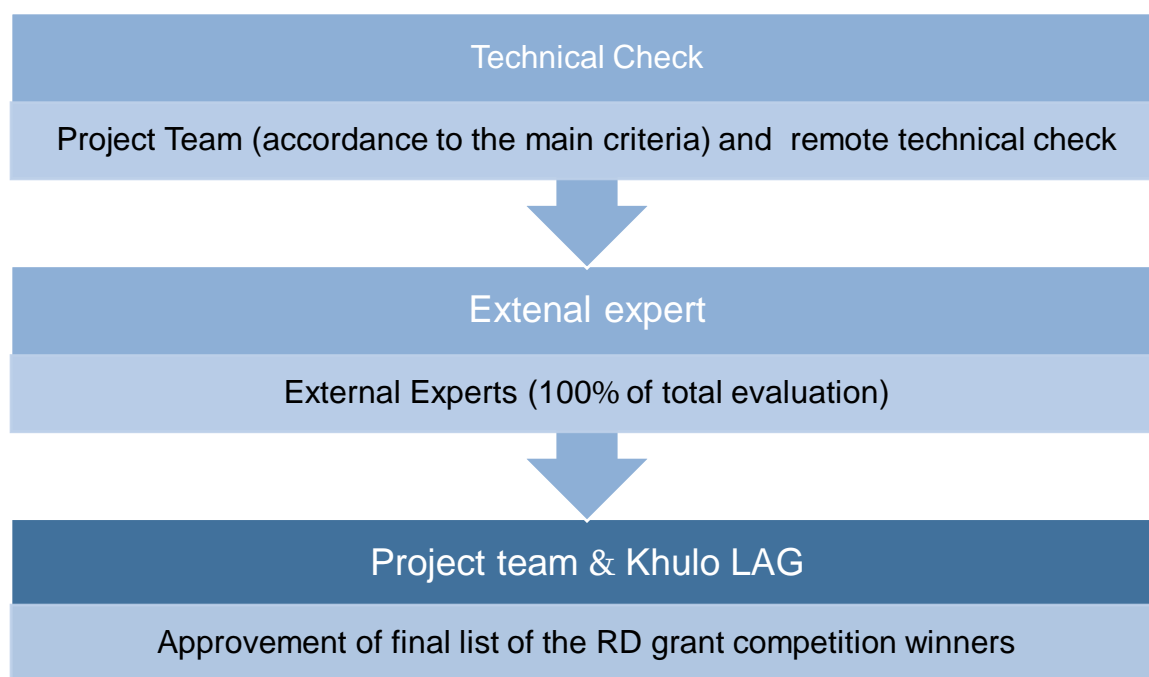 Technical Check
Project Team (accordance to the main criteria) and  remote technical check
Extenal expert
External Experts (100% of total evaluation)
Project team & Khulo LAG
Approvement of final list of the RD grant competition winners